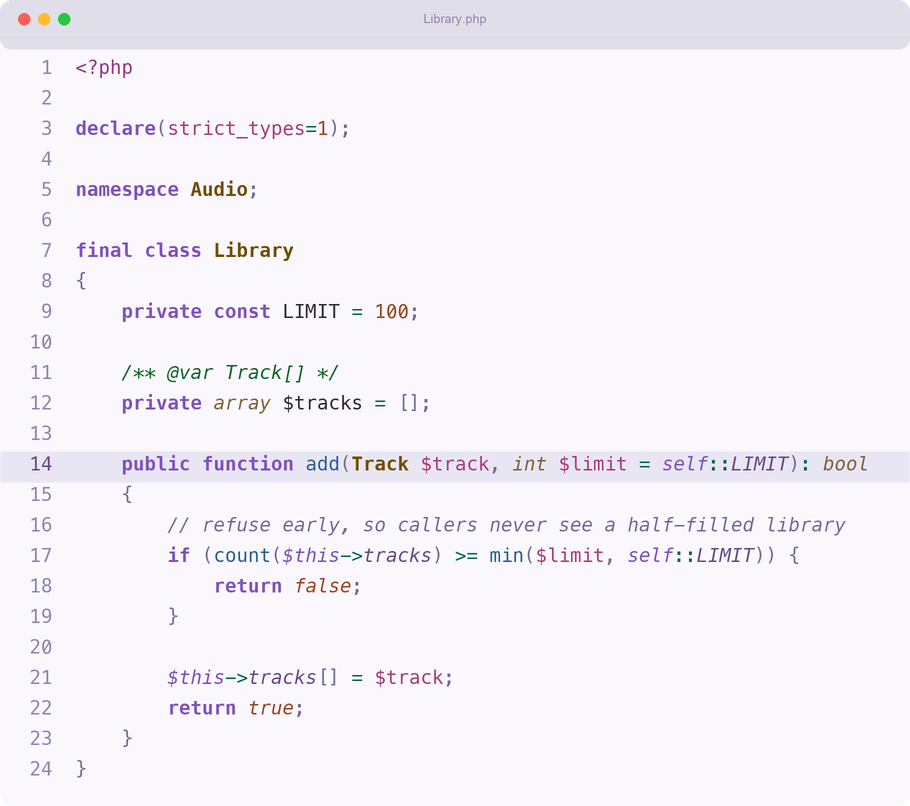 Library.php
1 <?php
2
3 declare(strict_types=1);
4
5 namespace Audio;
6
7 final class Library
8 {
9     private const LIMIT = 100;
10
11     /** @var Track[] */
12     private array $tracks = [];
13
14     public function add(Track $track, int $limit = self::LIMIT): bool
15     {
16         // refuse early, so callers never see a half-filled library
17         if (count($this->tracks) >= min($limit, self::LIMIT)) {
18             return false;
19         }
20
21         $this->tracks[] = $track;
22         return true;
23     }
24 }